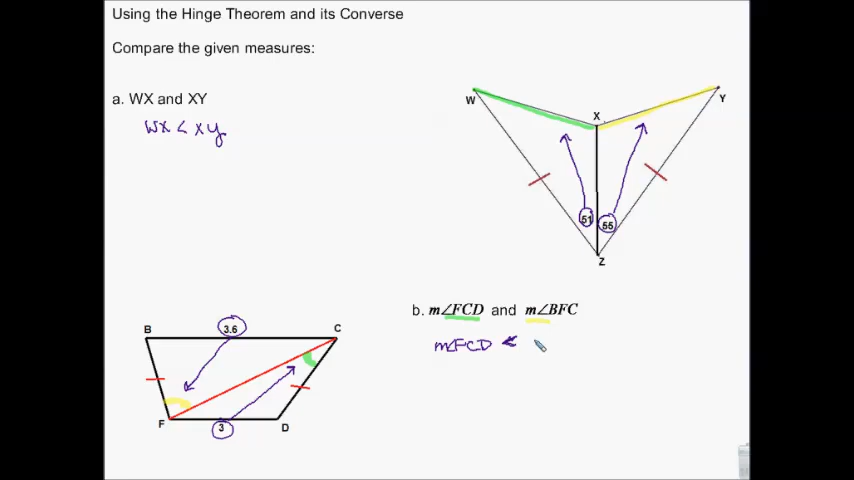 Using the Hinge Theorem and its Converse
Compare the given measures:
a. WX and XY
WX < XY
W
X
Y
51
55
Z
b. m∠FCD and m∠BFC
m∠FCD <
B
3.6
C
F
3
D